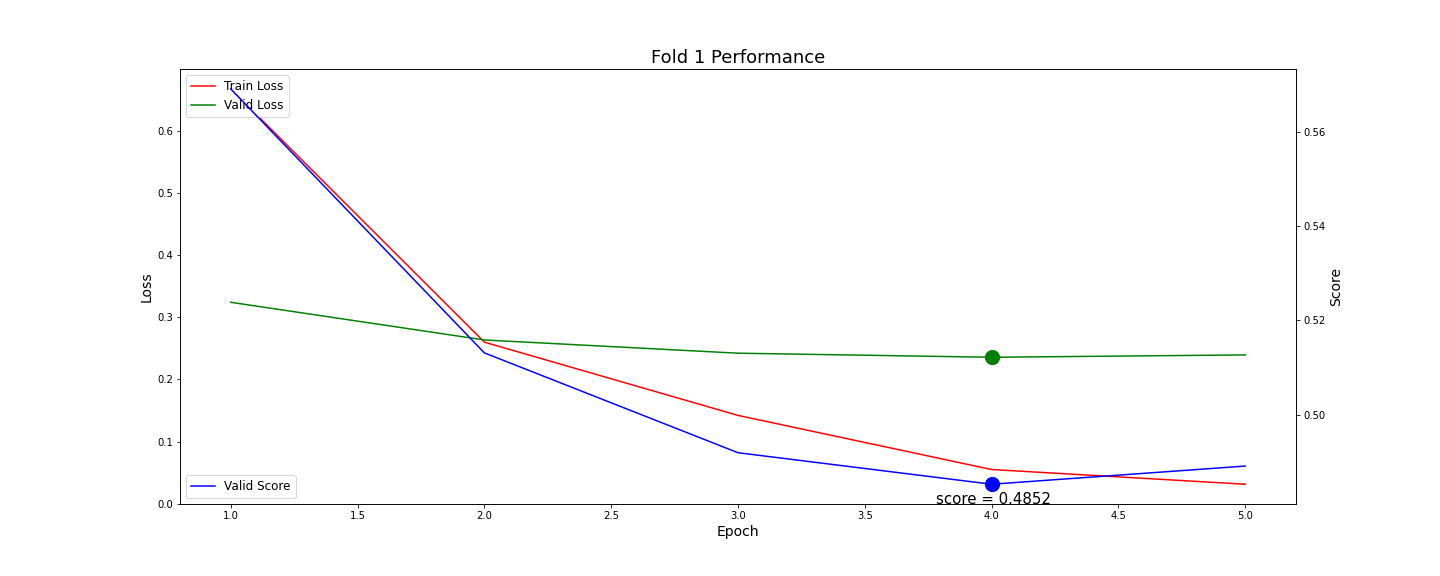 Fold 1 Performance
Train Loss
Valid Loss
0.6
0.5
0.4
0.3
0.2
0.1
0.0
Loss
0.56
0.54
0.52
0.50
Score
Valid Score
score = 0.4852
1.0 1.5 2.0 2.5 3.0 3.5 4.0 4.5 5.0
Epoch